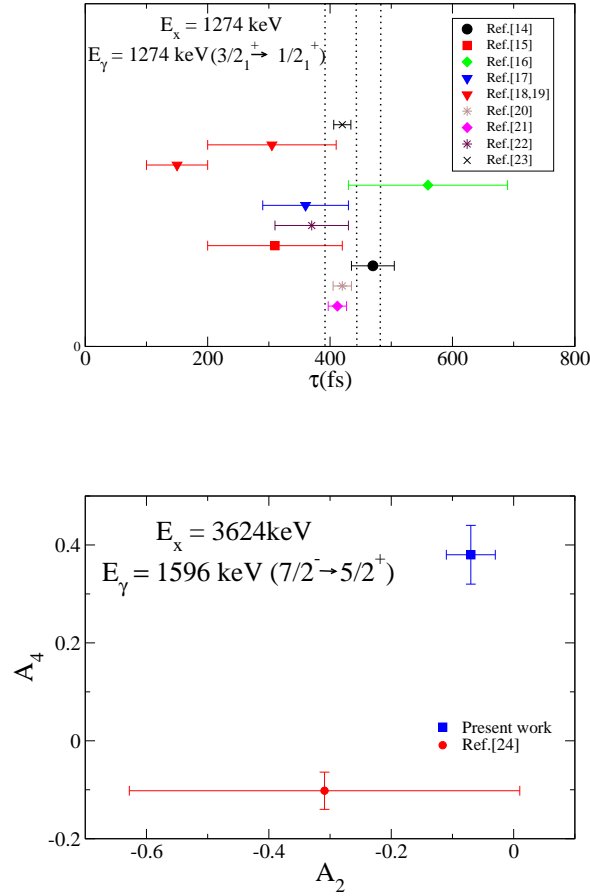 E_x = 1274 keV
E_γ = 1274 keV (3/2_1^+ → 1/2_1^+)
Ref.[14]
Ref.[15]
Ref.[16]
Ref.[17]
Ref.[18,19]
Ref.[20]
Ref.[21]
Ref.[22]
Ref.[23]
0
0 200 400 600 800
τ(fs)
E_x = 3624keV
E_γ = 1596 keV (7/2^- → 5/2^+)
0.4
0.2
0
-0.2
A_4
Present work
Ref.[24]
-0.6 -0.4 -0.2 0
A_2